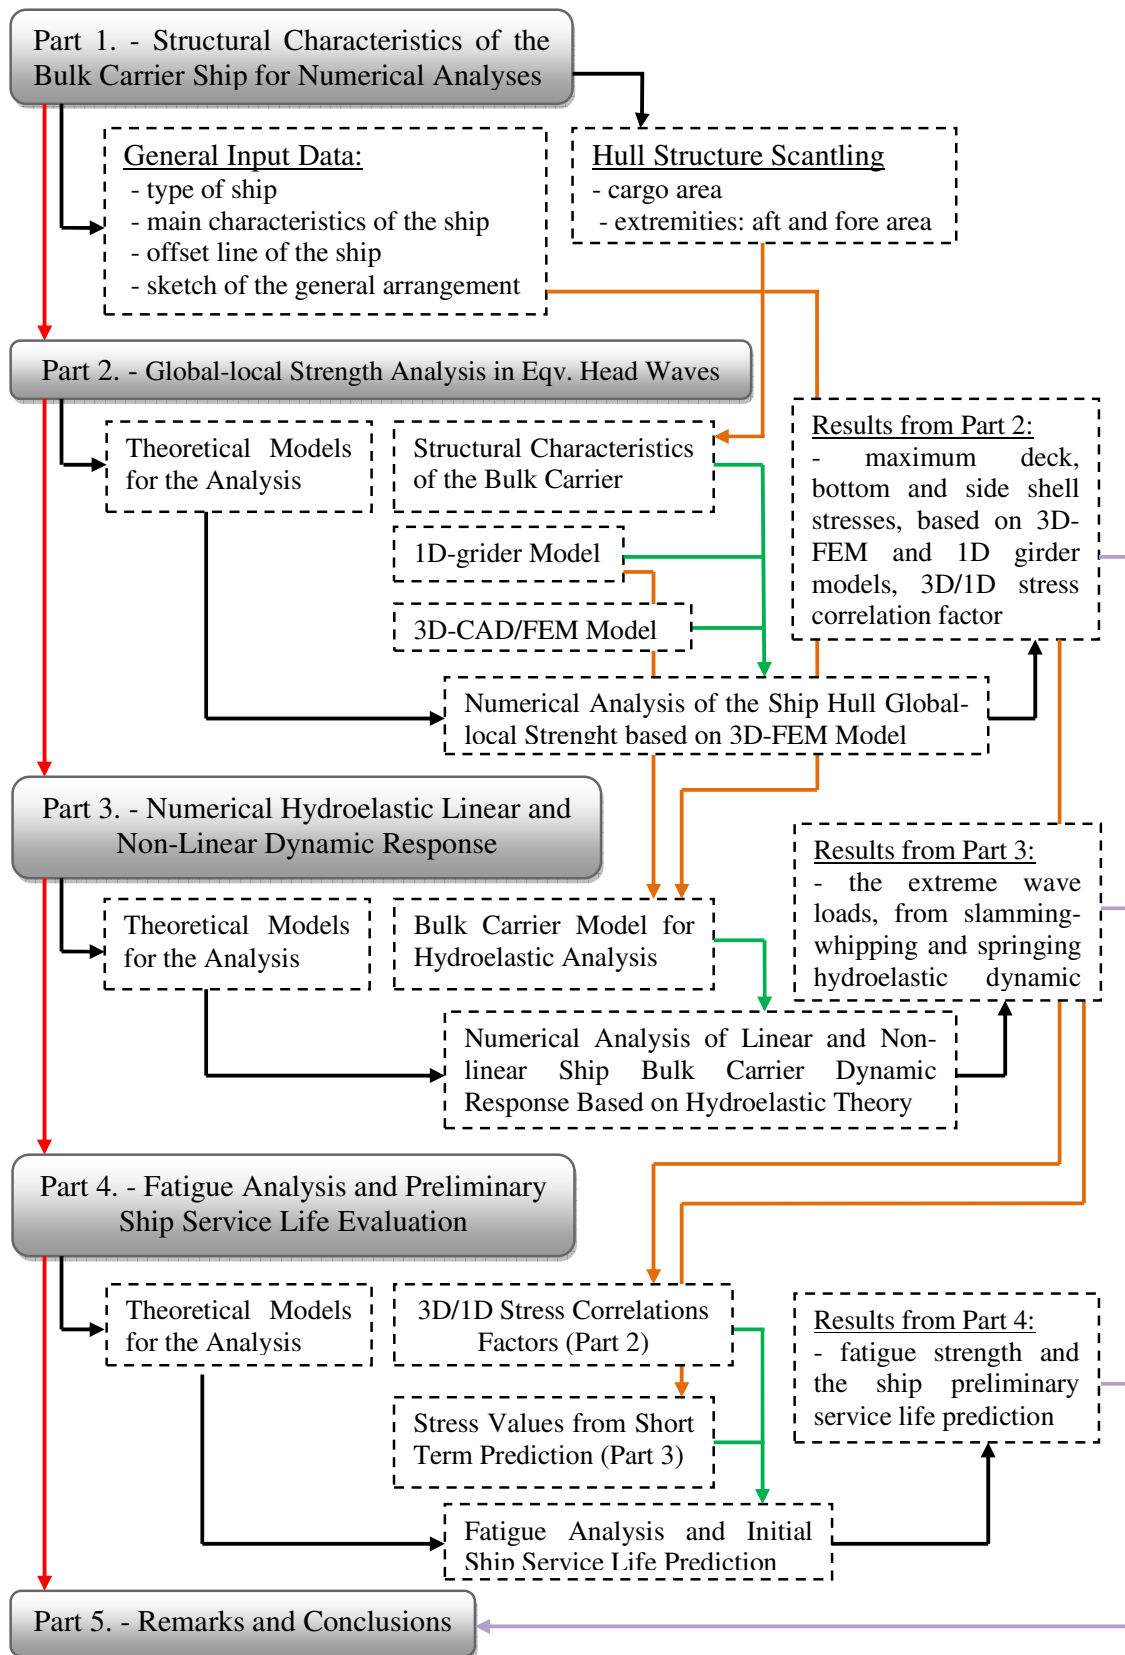 Part 1. - Structural Characteristics of the
Bulk Carrier Ship for Numerical Analyses
General Input Data:
- type of ship
- main characteristics of the ship
- offset line of the ship
- sketch of the general arrangement
Hull Structure Scantling
- cargo area
- extremities: aft and fore area
Part 2. - Global-local Strength Analysis in Eqv. Head Waves
Theoretical Models
for the Analysis
Structural Characteristics
of the Bulk Carrier
1D-grider Model
3D-CAD/FEM Model
Numerical Analysis of the Ship Hull Global-
local Strenght based on 3D-FEM Model
Results from Part 2:
- maximum deck,
bottom and side shell
stresses, based on 3D-
FEM and 1D girder
models, 3D/1D stress
correlation factor
Part 3. - Numerical Hydroelastic Linear and
Non-Linear Dynamic Response
Theoretical Models
for the Analysis
Bulk Carrier Model for
Hydroelastic Analysis
Numerical Analysis of Linear and Non-
linear Ship Bulk Carrier Dynamic
Response Based on Hydroelastic Theory
Results from Part 3:
- the extreme wave
loads, from slamming-
whipping and springing
hydroelastic dynamic
Part 4. - Fatigue Analysis and Preliminary
Ship Service Life Evaluation
Theoretical Models
for the Analysis
3D/1D Stress Correlations
Factors (Part 2)
Stress Values from Short
Term Prediction (Part 3)
Fatigue Analysis and Initial
Ship Service Life Prediction
Results from Part 4:
- fatigue strength and
the ship preliminary
service life prediction
Part 5. - Remarks and Conclusions